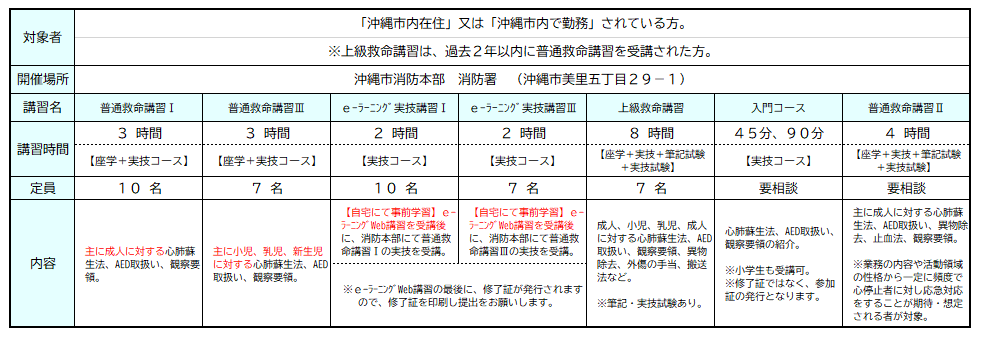 対象者
「沖縄市内在住」又は「沖縄市内で勤務」されている方。
※上級救命講習は、過去２年以内に普通救命講習を受講された方。
開催場所
沖縄市消防本部　消防署　（沖縄市美里五丁目２９－１）
講習名
普通救命講習Ⅰ
普通救命講習Ⅲ
ｅ-ﾗｰﾆﾝｸﾞ実技講習Ⅰ
ｅ-ﾗｰﾆﾝｸﾞ実技講習Ⅲ
上級救命講習
入門コース
普通救命講習Ⅱ
講習時間
３ 時間
３ 時間
２ 時間
２ 時間
８ 時間
４５分、９０分
４ 時間
【座学＋実技コース】
【座学＋実技コース】
【実技コース】
【実技コース】
【座学＋実技＋筆記試験
＋実技試験】
【実技コース】
【座学＋実技＋筆記試験
＋実技試験】
定員
１０ 名
７ 名
１０ 名
７ 名
７ 名
要相談
要相談
内容
主に成人に対する心肺蘇
生法、AED取扱い、観察要
領。
主に小児、乳児、新生児
に対する心肺蘇生法、AED
取扱い、観察要領。
【自宅にて事前学習】ｅ-
ﾗｰﾆﾝｸﾞWeb講習を受講後
に、消防本部にて普通救
命講習Ⅰの実技を受講。
【自宅にて事前学習】ｅ-
ﾗｰﾆﾝｸﾞWeb講習を受講後
に、消防本部にて普通救
命講習Ⅲの実技を受講。
※ｅ-ﾗｰﾆﾝｸﾞWeb講習の最後に、修了証が発行されます
ので、修了証を印刷し提出をお願いします。
成人、小児、乳児、成人
に対する心肺蘇生法、AED
取扱い、観察要領、異物
除去、外傷の手当、搬送
法など。
※筆記・実技試験あり。
心肺蘇生法、AED取扱い、
観察要領の紹介。
※小学生も受講可。
※修了証ではなく、参加
証の発行となります。
主に成人に対する心肺蘇
生法、AED取扱い、異物除
去、止血法、観察要領。
※業務の内容や活動領域
の性格から一定に頻度で
心停止者に対し応急対応
をすることが期待・想定
される者が対象。